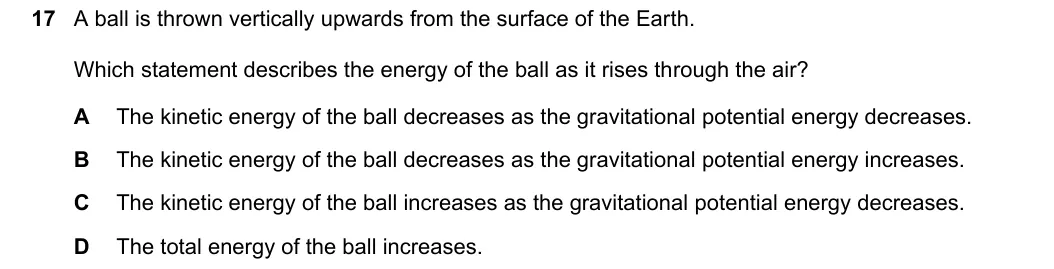 17 A ball is thrown vertically upwards from the surface of the Earth.
Which statement describes the energy of the ball as it rises through the air?
A The kinetic energy of the ball decreases as the gravitational potential energy decreases.
B The kinetic energy of the ball decreases as the gravitational potential energy increases.
C The kinetic energy of the ball increases as the gravitational potential energy decreases.
D The total energy of the ball increases.